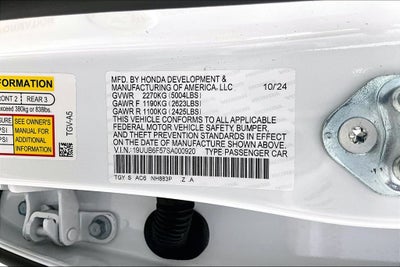 FORMATION
FRONT 2 REAR 3
exceed 380kg or 838lbs.
SEE OWNER'S
MANUAL FOR
ADDITIONAL
INFORMATION
PSI
PSI
TGV-A5
MFD. BY HONDA DEVELOPMENT &
MANUFACTURING OF AMERICA, LLC 10/24
GVWR 2270KG (5004LBS)
GAWR F 1190KG (2623LBS)
GAWR R 1100KG (2425LBS)
THIS VEHICLE CONFORMS TO ALL APPLICABLE
FEDERAL MOTOR VEHICLE SAFETY, BUMPER,
AND THEFT PREVENTION STANDARDS IN EFFECT
ON THE DATE OF MANUFACTURE SHOWN ABOVE.
V.I.N.: 19UUB6F57SA000920 TYPE: PASSENGER CAR
TGY S AC6 NH883P Z A